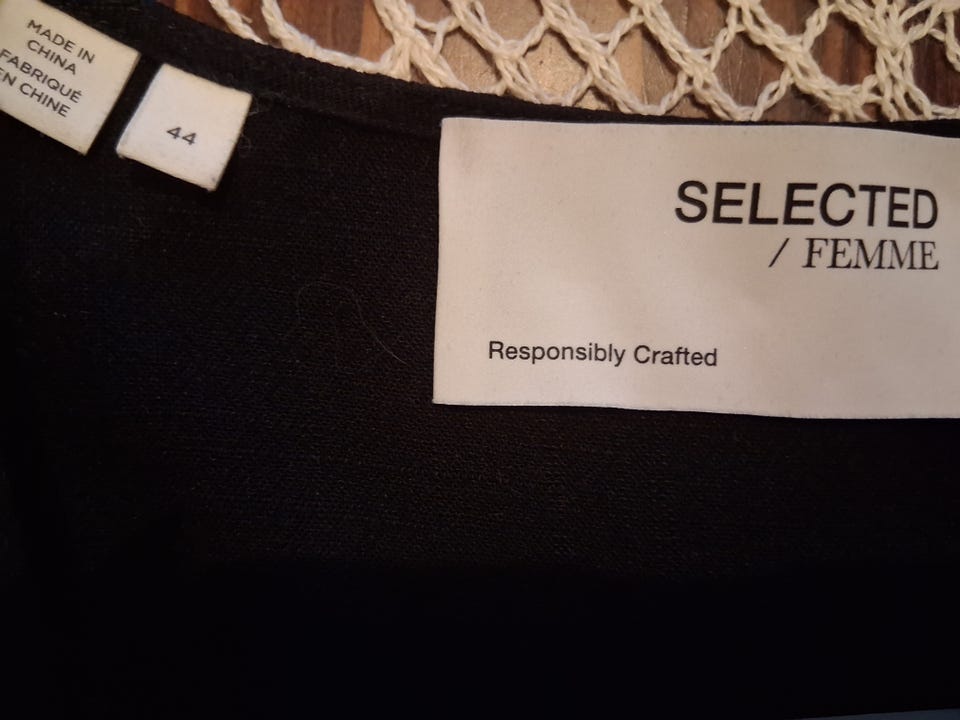 MADE IN
CHINA
FABRIQUÉ
EN CHINE
44
SELECTED
/ FEMME
Responsibly Crafted